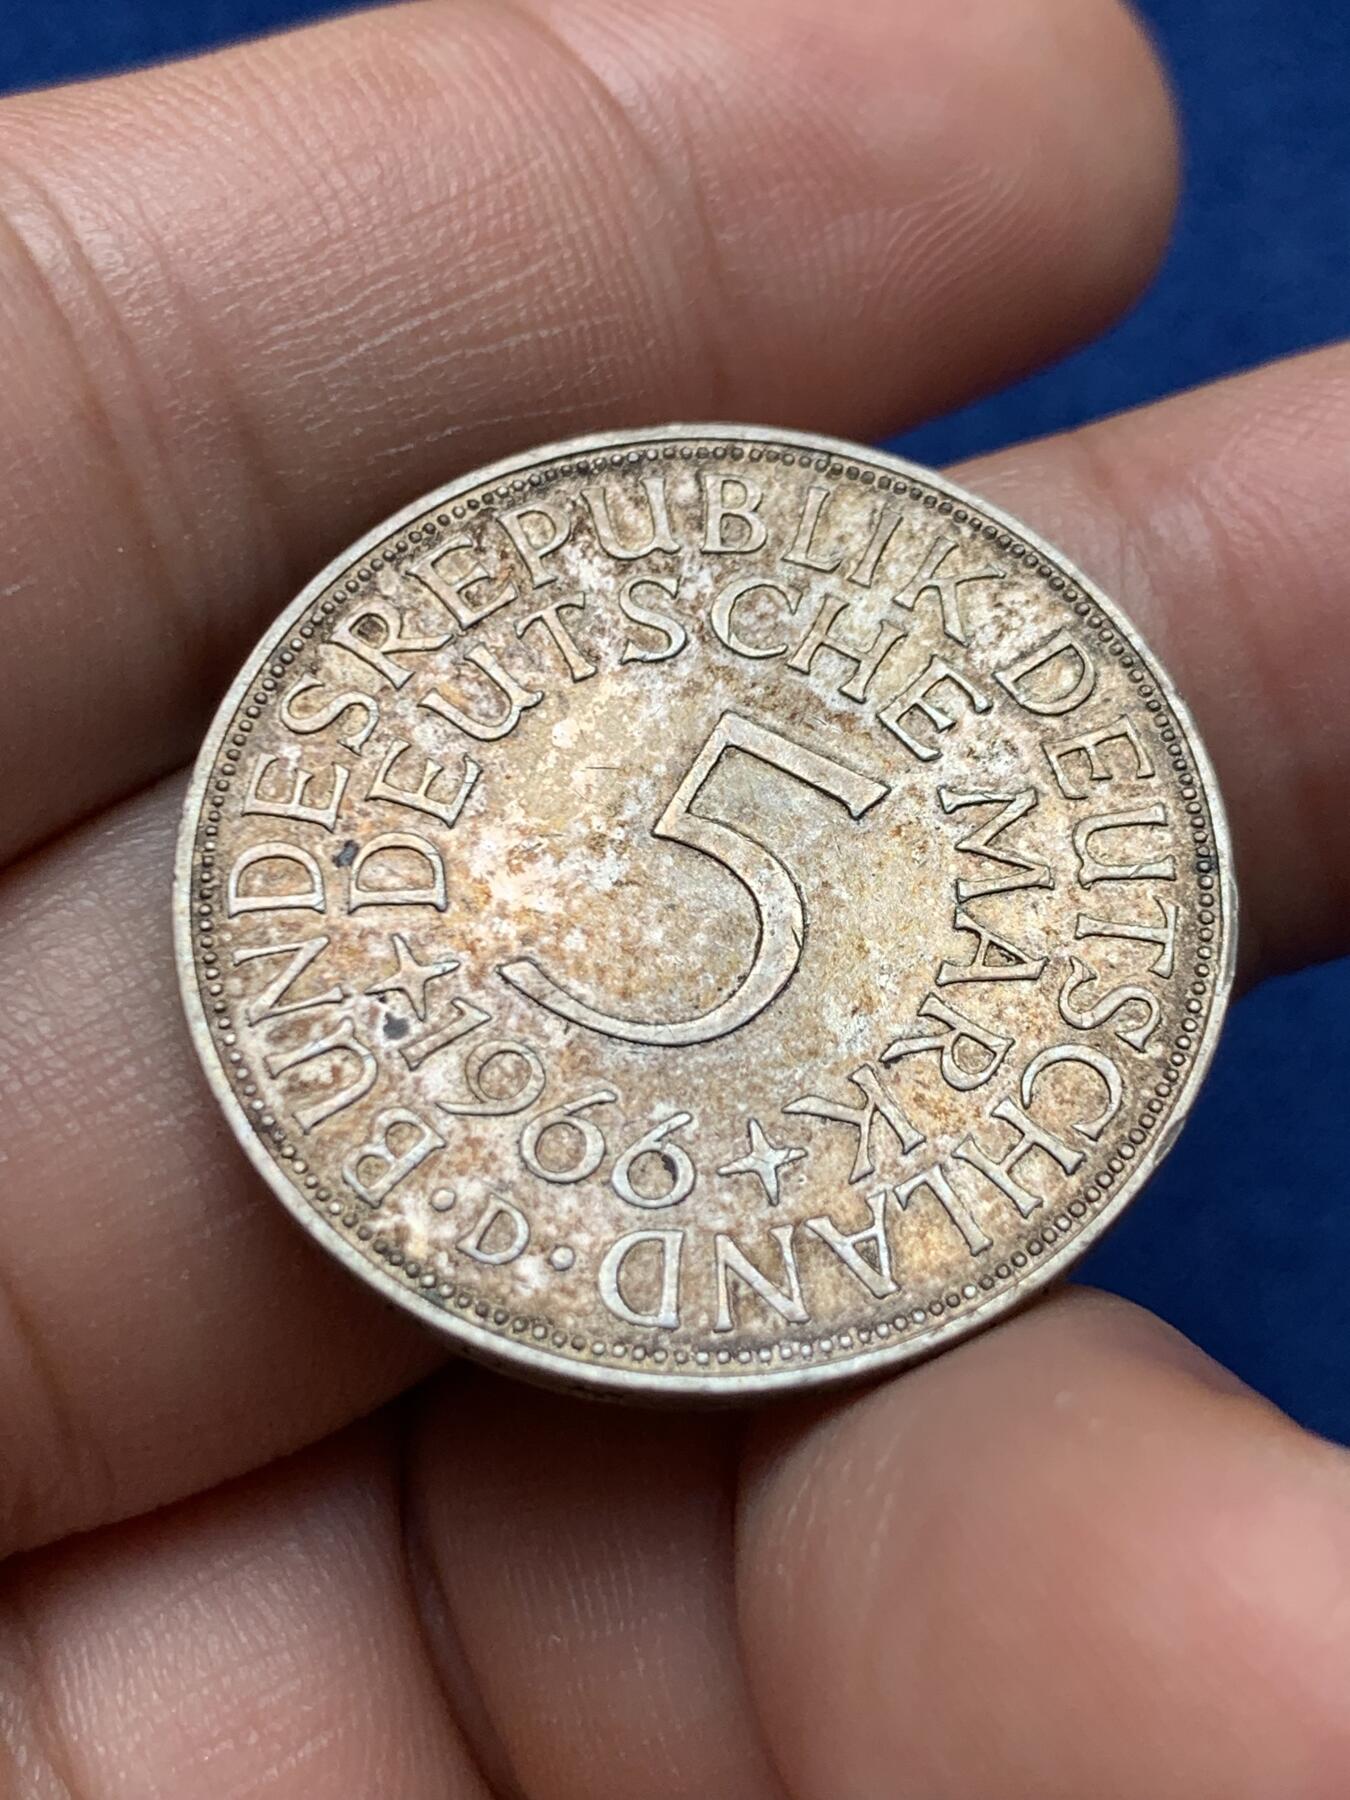 BUNDESREPUBLIK DEUTSCHLAND
DEUTSCHE MARK
5
1966
D